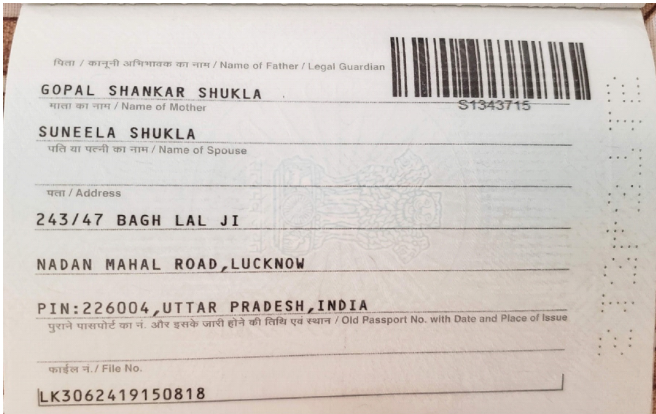 पिता / कानूनी अभिभावक का नाम / Name of Father / Legal Guardian
GOPAL SHANKAR SHUKLA
S1343715
माता का नाम / Name of Mother
SUNEELA SHUKLA
पति या पत्नी का नाम / Name of Spouse
पता / Address
243/47 BAGH LAL JI
NADAN MAHAL ROAD,LUCKNOW
PIN:226004,UTTAR PRADESH,INDIA
पुराने पासपोर्ट का नं. और इसके जारी होने की तिथि एवं स्थान / Old Passport No. with Date and Place of Issue
फाईल नं./ File No.
LK3062419150818